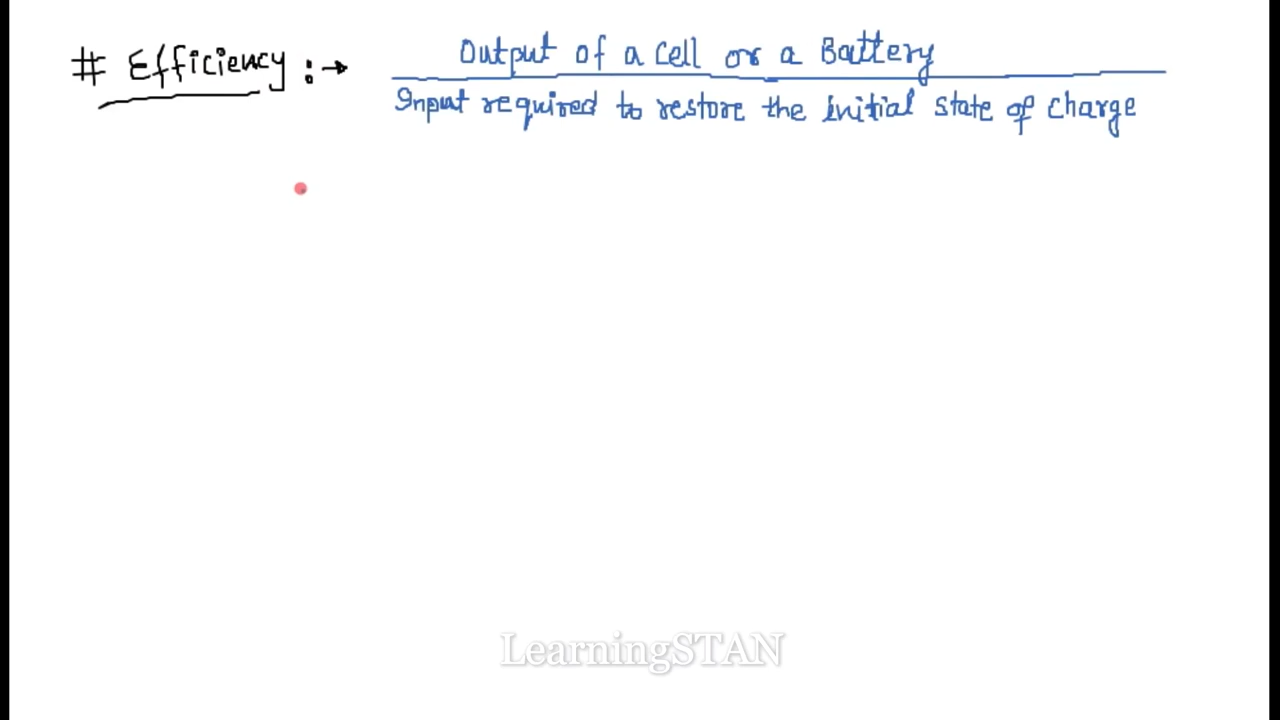 # Efficiency :→ Output of a cell or a Battery
Input required to restore the initial state of charge
LearningSTAN